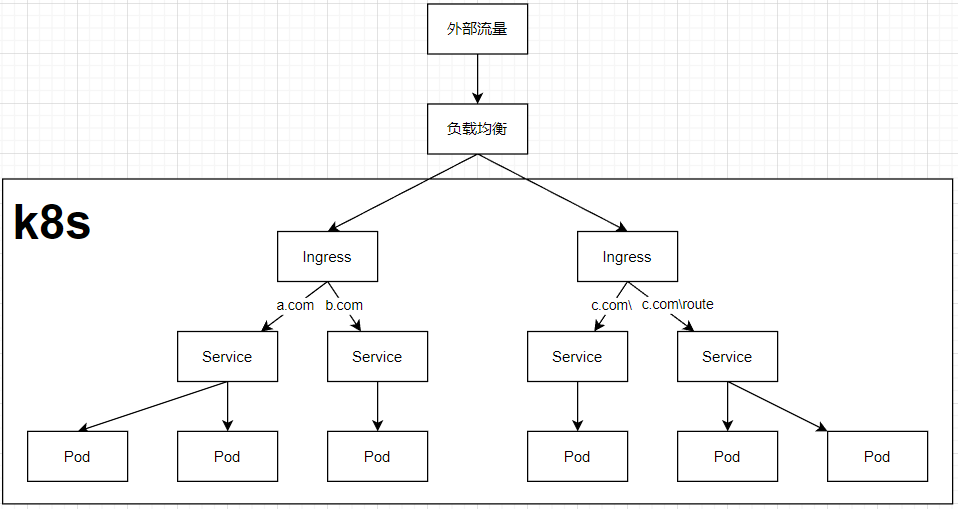 外部流量
负载均衡
k8s
Ingress
Ingress
a.com
b.com
c.com\
c.com\route
Service
Service
Service
Service
Pod
Pod
Pod
Pod
Pod
Pod